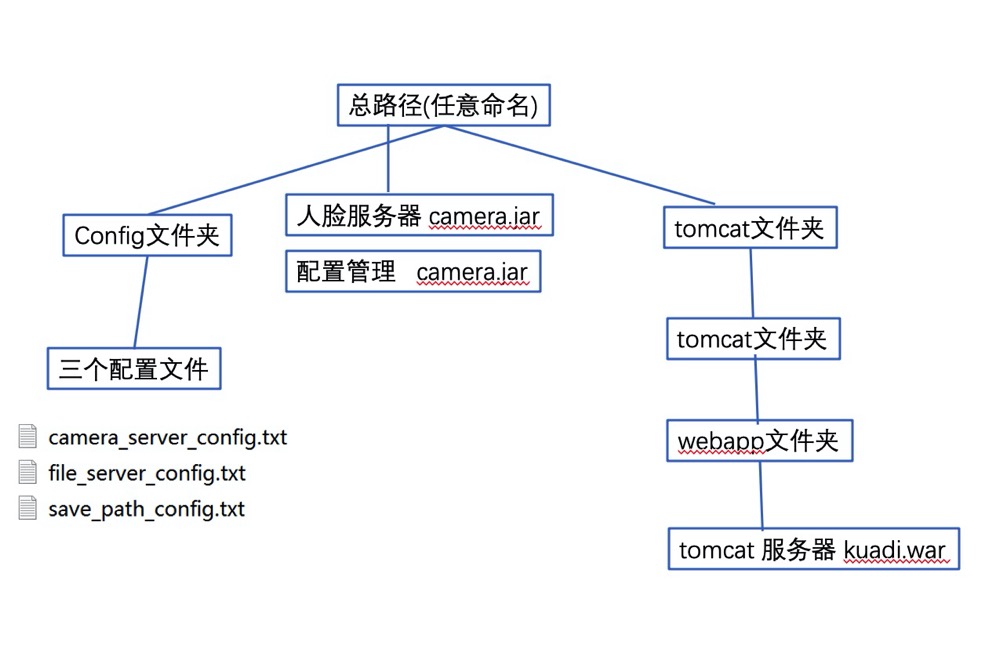 总路径(任意命名)
人脸服务器 camera.jar
Config文件夹
tomcat文件夹
配置管理 camera.jar
tomcat文件夹
三个配置文件
camera_server_config.txt
webapp文件夹
file_server_config.txt
save_path_config.txt
tomcat 服务器 kuadi.war